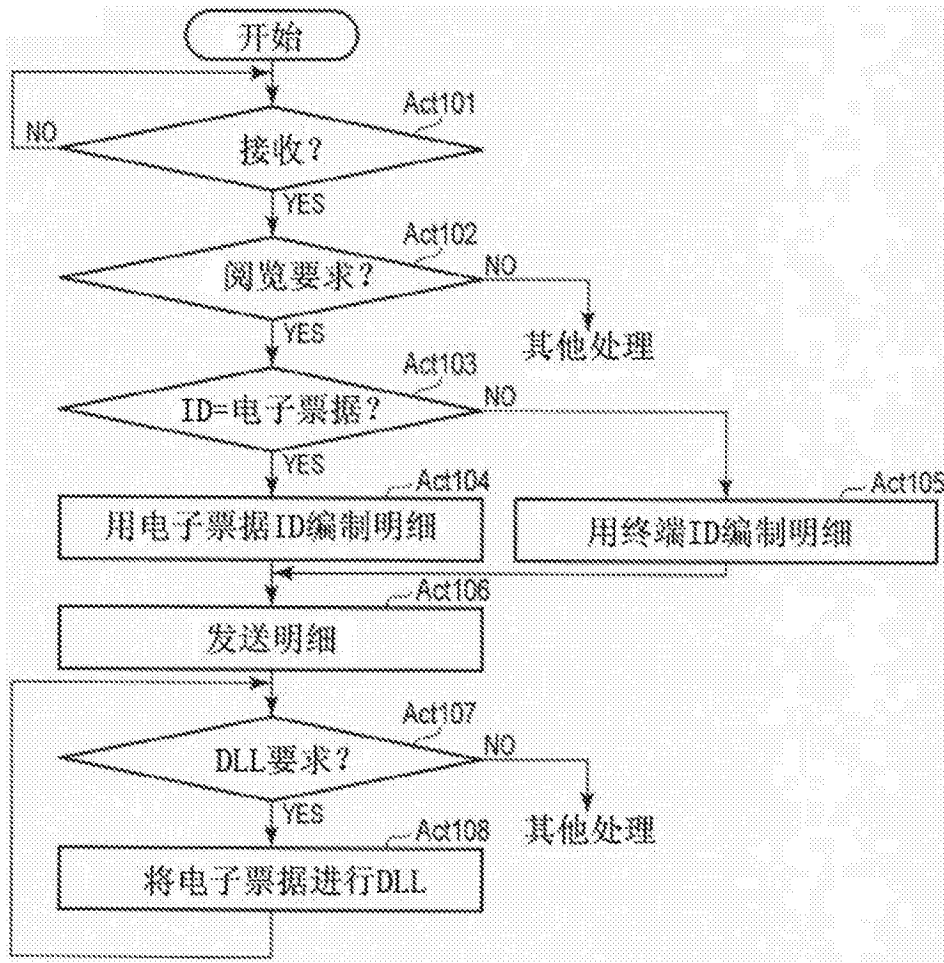 开始
Act101
NO
接收?
YES
Act102
阅览要求?
NO
YES
其他处理
Act103
ID=电子票据?
NO
YES
Act104
Act105
用电子票据ID编制明细
用终端ID编制明细
Act106
发送明细
Act107
DLL要求?
NO
YES
其他处理
Act108
将电子票据进行DLL